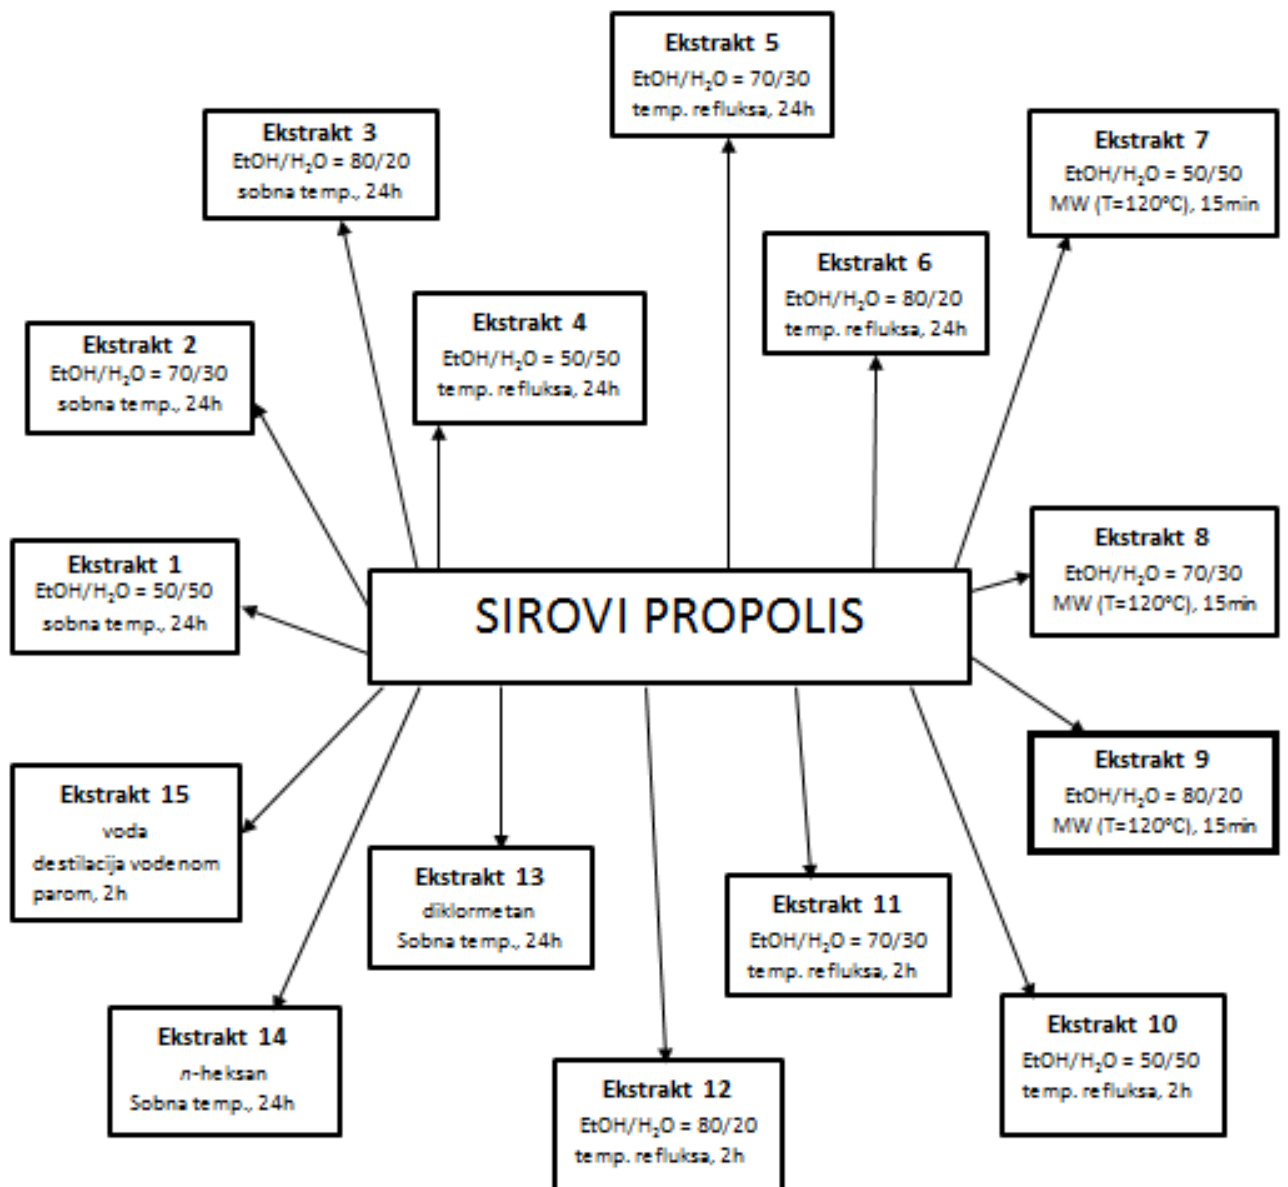 Ekstrakt 5
EtOH/H₂O = 70/30
temp. refluksa, 24h
Ekstrakt 3
EtOH/H₂O = 80/20
sobna temp., 24h
Ekstrakt 7
EtOH/H₂O = 50/50
MW (T=120°C), 15min
Ekstrakt 6
EtOH/H₂O = 80/20
temp. refluksa, 24h
Ekstrakt 4
EtOH/H₂O = 50/50
temp. refluksa, 24h
Ekstrakt 2
EtOH/H₂O = 70/30
sobna temp., 24h
Ekstrakt 8
EtOH/H₂O = 70/30
MW (T=120°C), 15min
Ekstrakt 1
EtOH/H₂O = 50/50
sobna temp., 24h
SIROVI PROPOLIS
Ekstrakt 9
EtOH/H₂O = 80/20
MW (T=120°C), 15min
Ekstrakt 15
voda
destilacija vodenom
parom, 2h
Ekstrakt 13
diklormetan
Sobna temp., 24h
Ekstrakt 11
EtOH/H₂O = 70/30
temp. refluksa, 2h
Ekstrakt 10
EtOH/H₂O = 50/50
temp. refluksa, 2h
Ekstrakt 14
n-heksan
Sobna temp., 24h
Ekstrakt 12
EtOH/H₂O = 80/20
temp. refluksa, 2h